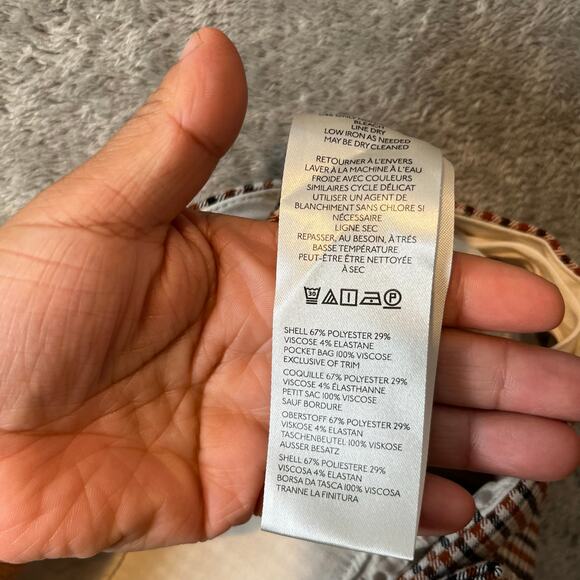 BLEACH
LINE DRY
LOW IRON AS NEEDED
MAY BE DRY CLEANED
RETOURNER À L'ENVERS
LAVER À LA MACHINE À L'EAU
FROIDE AVEC COULEURS
SIMILAIRES CYCLE DÉLICAT
UTILISER UN AGENT DE
BLANCHIMENT SANS CHLORE SI
NÉCESSAIRE
LIGNE SEC
REPASSER, AU BESOIN, À TRÉS
BASSE TEMPÉRATURE
PEUT-ÊTRE ÊTRE NETTOYÉE
À SEC
30 P
SHELL 67% POLYESTER 29%
VISCOSE 4% ELASTANE
POCKET BAG 100% VISCOSE
EXCLUSIVE OF TRIM
COQUILLE 67% POLYESTER 29%
VISCOSE 4% ÉLASTHANNE
PETIT SAC 100% VISCOSE
SAUF BORDURE
OBERSTOFF 67% POLYESTER 29%
VISKOSE 4% ELASTAN
TASCHENBEUTEL 100% VISKOSE
AUSSER BESATZ
SHELL 67% POLIESTERE 29%
VISCOSA 4% ELASTAN
BORSA DA TASCA 100% VISCOSA
TRANNE LA FINITURA